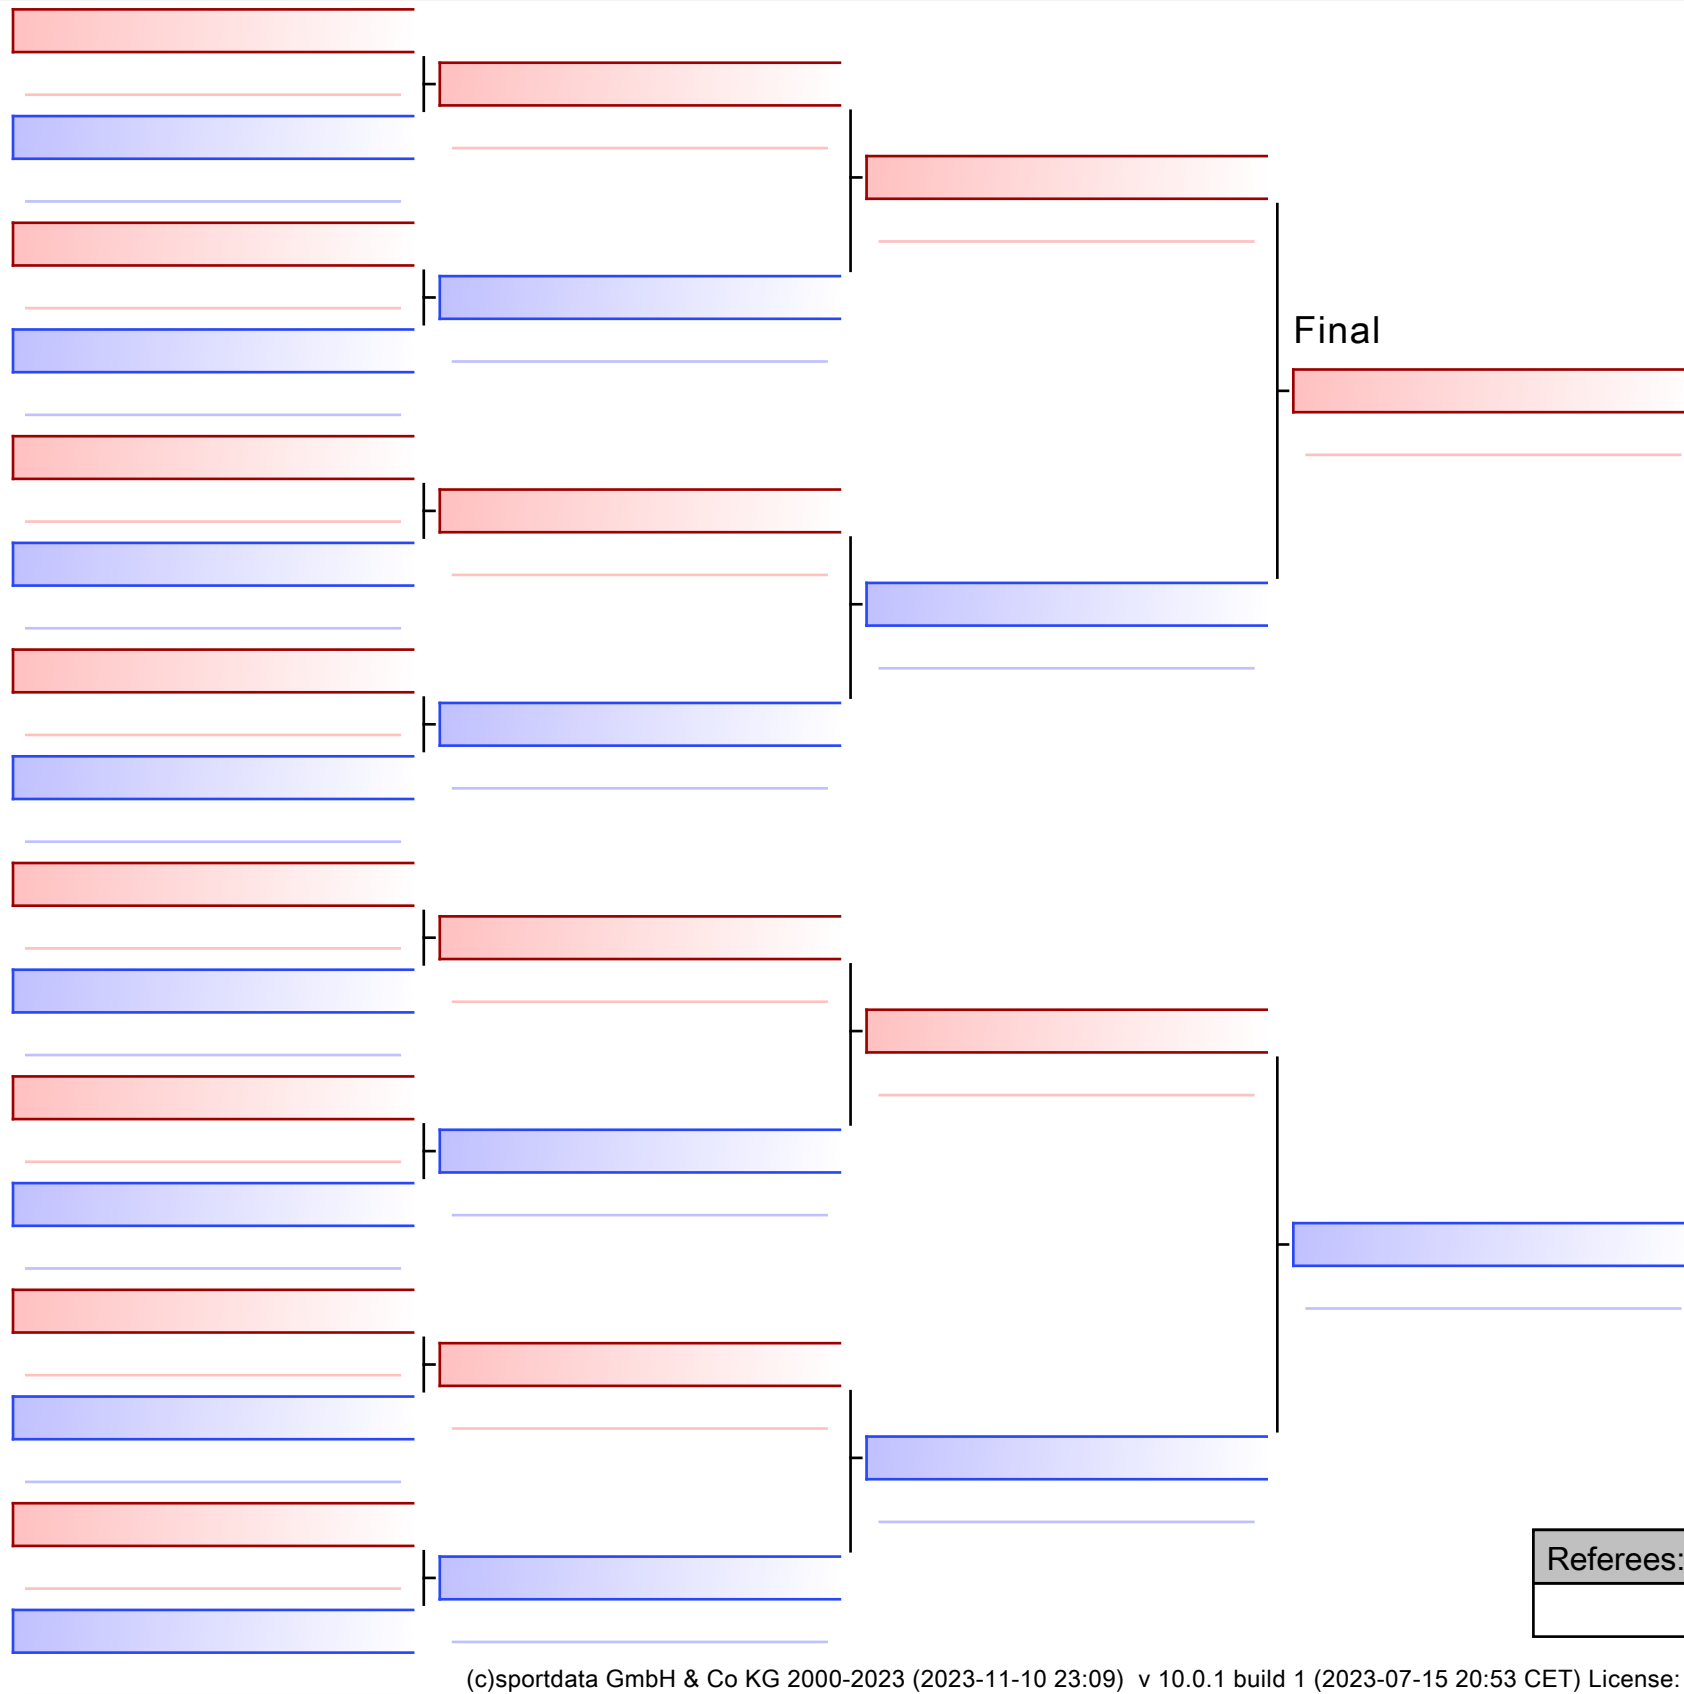 Final
Referees:
(c)sportdata GmbH & Co KG 2000-2023 (2023-11-10 23:09) v 10.0.1 build 1 (2023-07-15 20:53 CET) License: